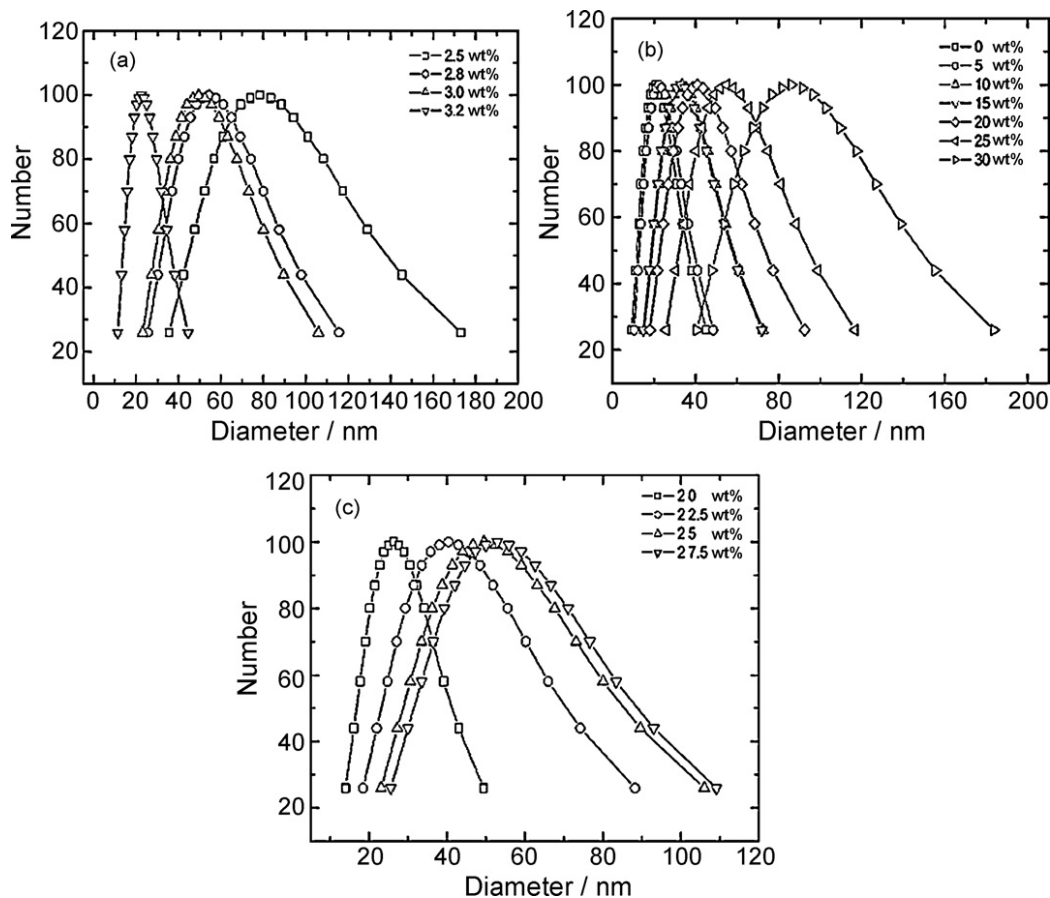 (a)
2.5 wt%
2.8 wt%
3.0 wt%
3.2 wt%
120
100
80
60
40
20
Number
0 20 40 60 80 100 120 140 160 180 200
Diameter / nm
(b)
0 wt%
5 wt%
10 wt%
15 wt%
20 wt%
25 wt%
30 wt%
120
100
80
60
40
20
Number
0 40 80 120 160 200
Diameter / nm
(c)
20 wt%
22.5 wt%
25 wt%
27.5 wt%
120
100
80
60
40
20
Number
20 40 60 80 100 120
Diameter / nm